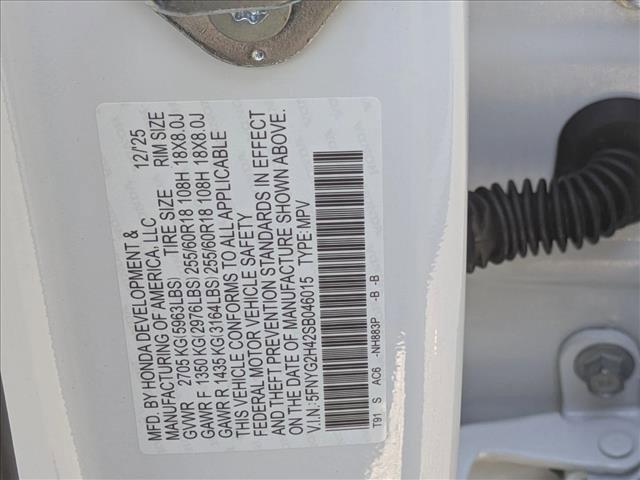 MFD. BY HONDA DEVELOPMENT &
MANUFACTURING OF AMERICA, LLC 12/'25
GVWR 2705 KG(5963LBS) TIRE SIZE RIM SIZE
GAWR F 1350 KG(2976LBS) 255/60R18 108H 18X8.0J
GAWR R 1435 KG(3164LBS) 255/60R18 108H 18X8.0J
THIS VEHICLE CONFORMS TO ALL APPLICABLE
FEDERAL MOTOR VEHICLE SAFETY
AND THEFT PREVENTION STANDARDS IN EFFECT
ON THE DATE OF MANUFACTURE SHOWN ABOVE.
V.I.N.: 5FNYG2H42SB046015 TYPE: MPV
T91 S AC6 -NH883P -B -B